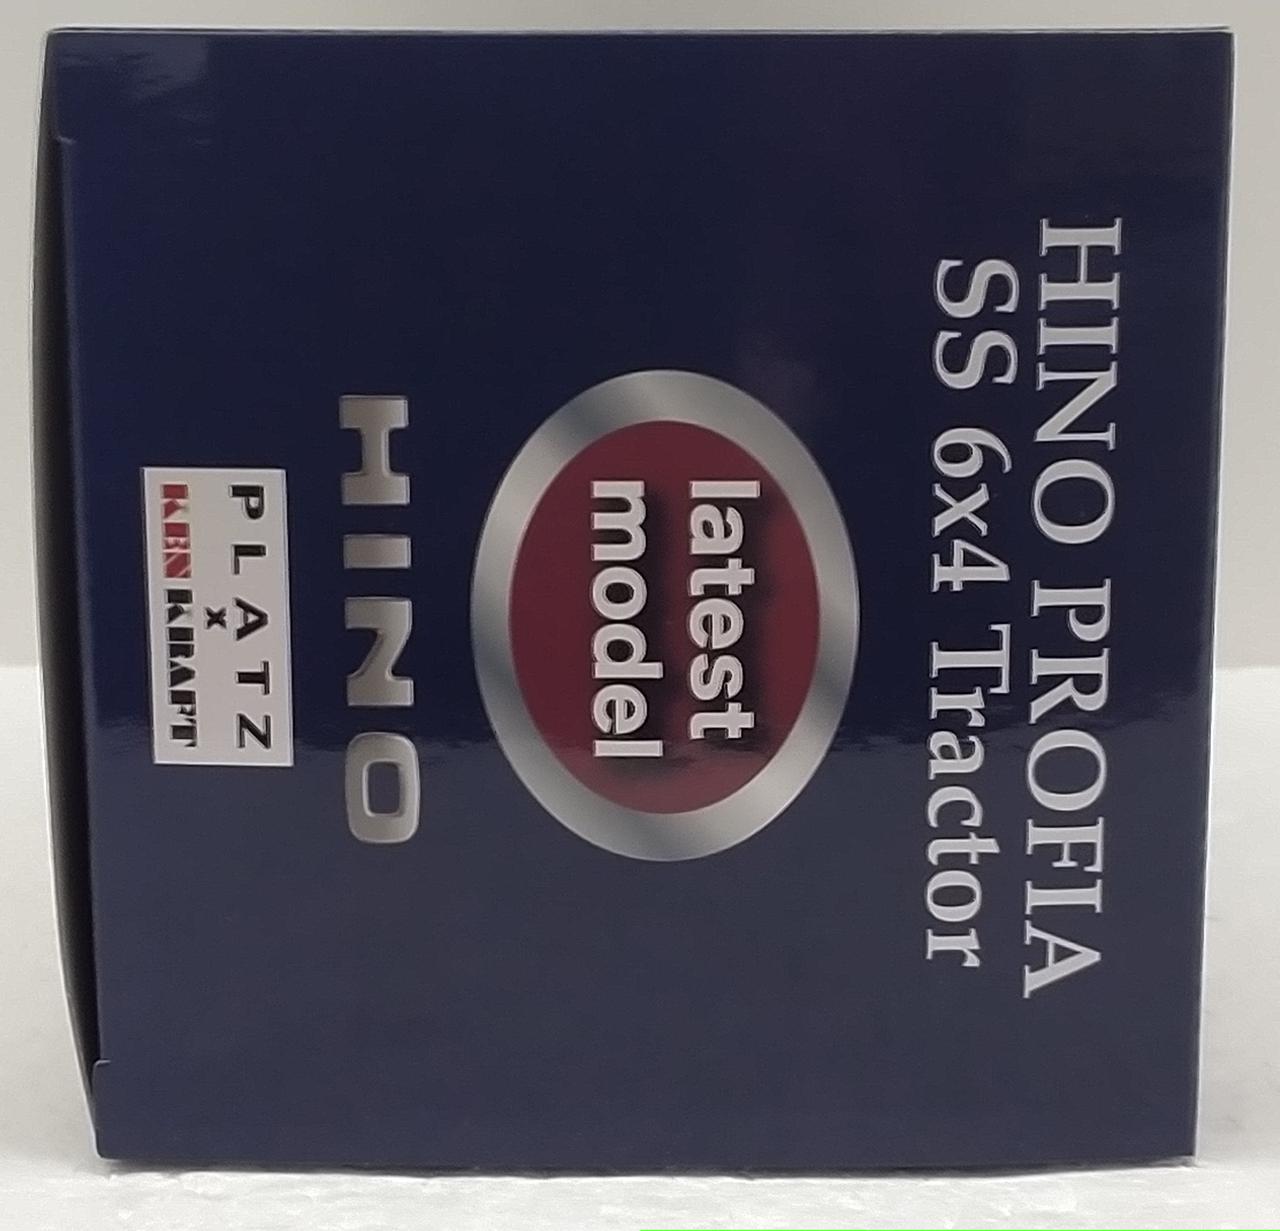 HINO PROFIA
SS 6x4 Tractor
latest
model
HINO
PLATZ
x
KEN KRAFT